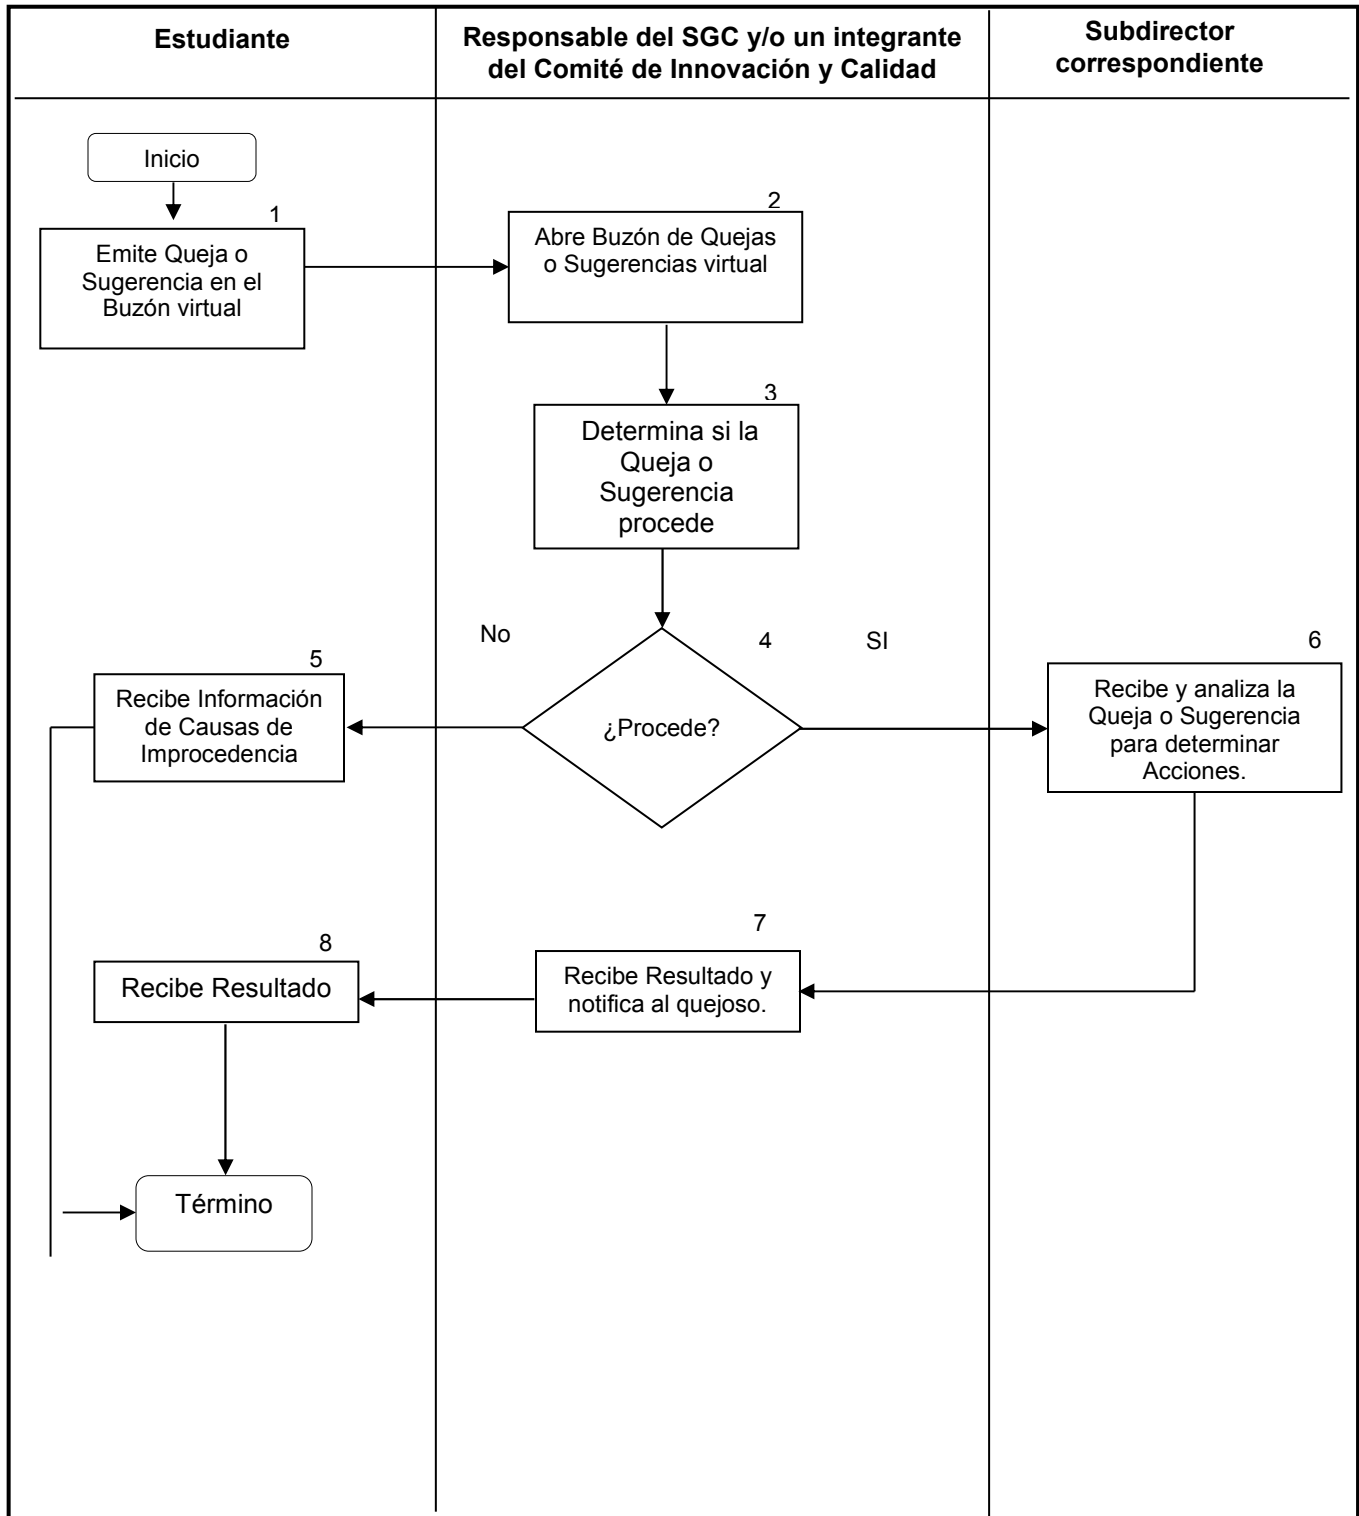 Estudiante
Responsable del SGC y/o un integrante
del Comité de Innovación y Calidad
Subdirector
correspondiente
Inicio
1
Emite Queja o
Sugerencia en el
Buzón virtual
2
Abre Buzón de Quejas
o Sugerencias virtual
3
Determina si la
Queja o
Sugerencia
procede
No
4
SI
¿Procede?
5
Recibe Información
de Causas de
Improcedencia
6
Recibe y analiza la
Queja o Sugerencia
para determinar
Acciones.
7
Recibe Resultado y
notifica al quejoso.
8
Recibe Resultado
Término